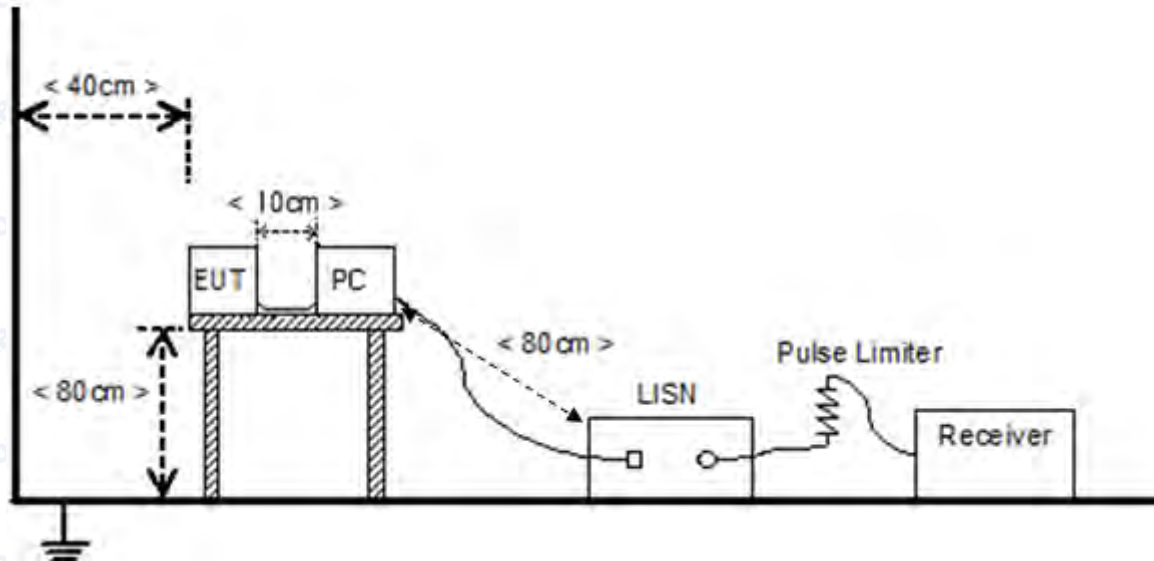 < 40cm >
< 10cm >
EUT
PC
< 80cm >
< 80cm >
Pulse Limiter
LISN
Receiver